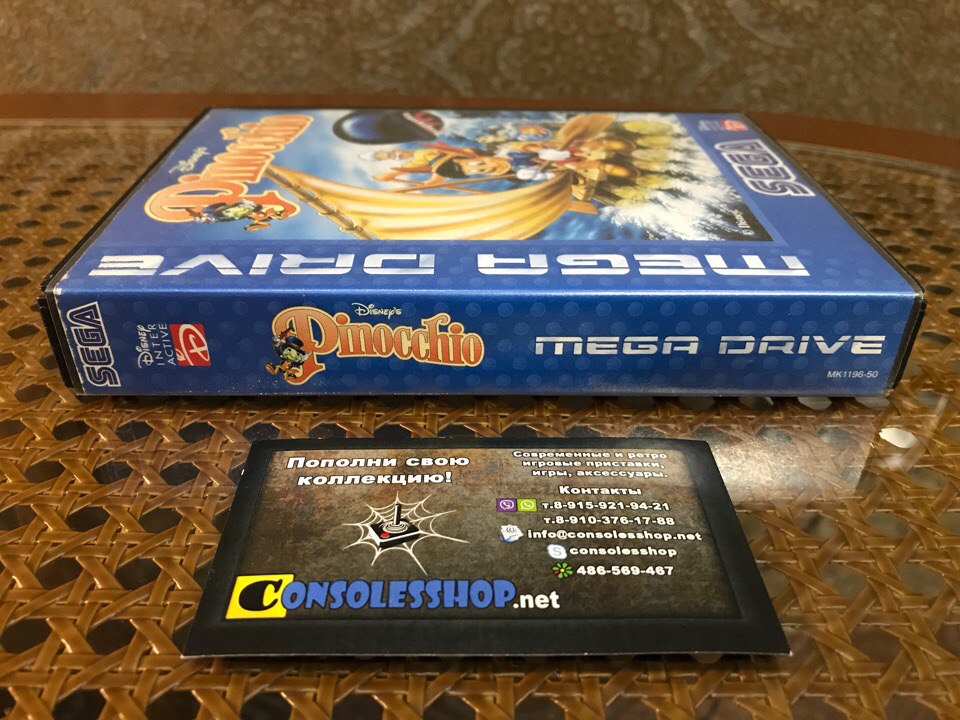 Disney's
Pinocchio
SEGA
© Disney
MEGA DRIVE
SEGA
DISNEY
INTER
ACTIVE
DISNEY'S
Pinocchio
MEGA DRIVE
MK1196-50
Пополни свою
коллекцию!
Современные и ретро
игровые приставки,
игры, аксессуары.
Контакты
т.8-915-921-94-21
т.8-910-376-17-88
info@consolesshop.net
consolesshop
486-569-467
CONSOLESSHOP.net